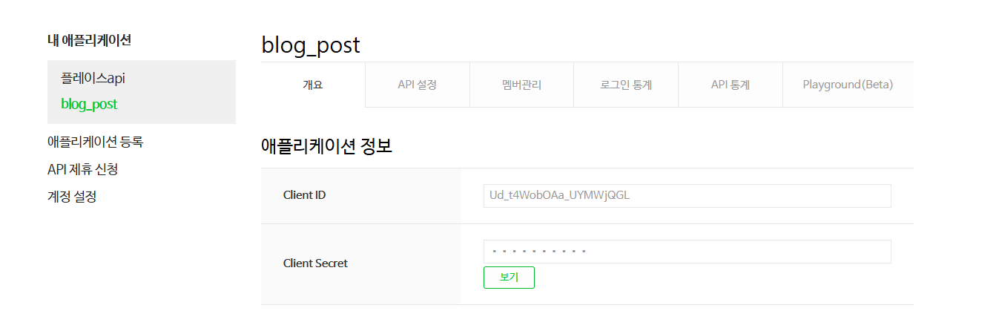 내 애플리케이션
플레이스api
blog_post
애플리케이션 등록
API 제휴 신청
계정 설정
blog_post
개요
API 설정
멤버관리
로그인 통계
API 통계
Playground(Beta)
애플리케이션 정보
Client ID
Ud_t4WobOAa_UYMWjQGL
Client Secret
••••••••••
보기